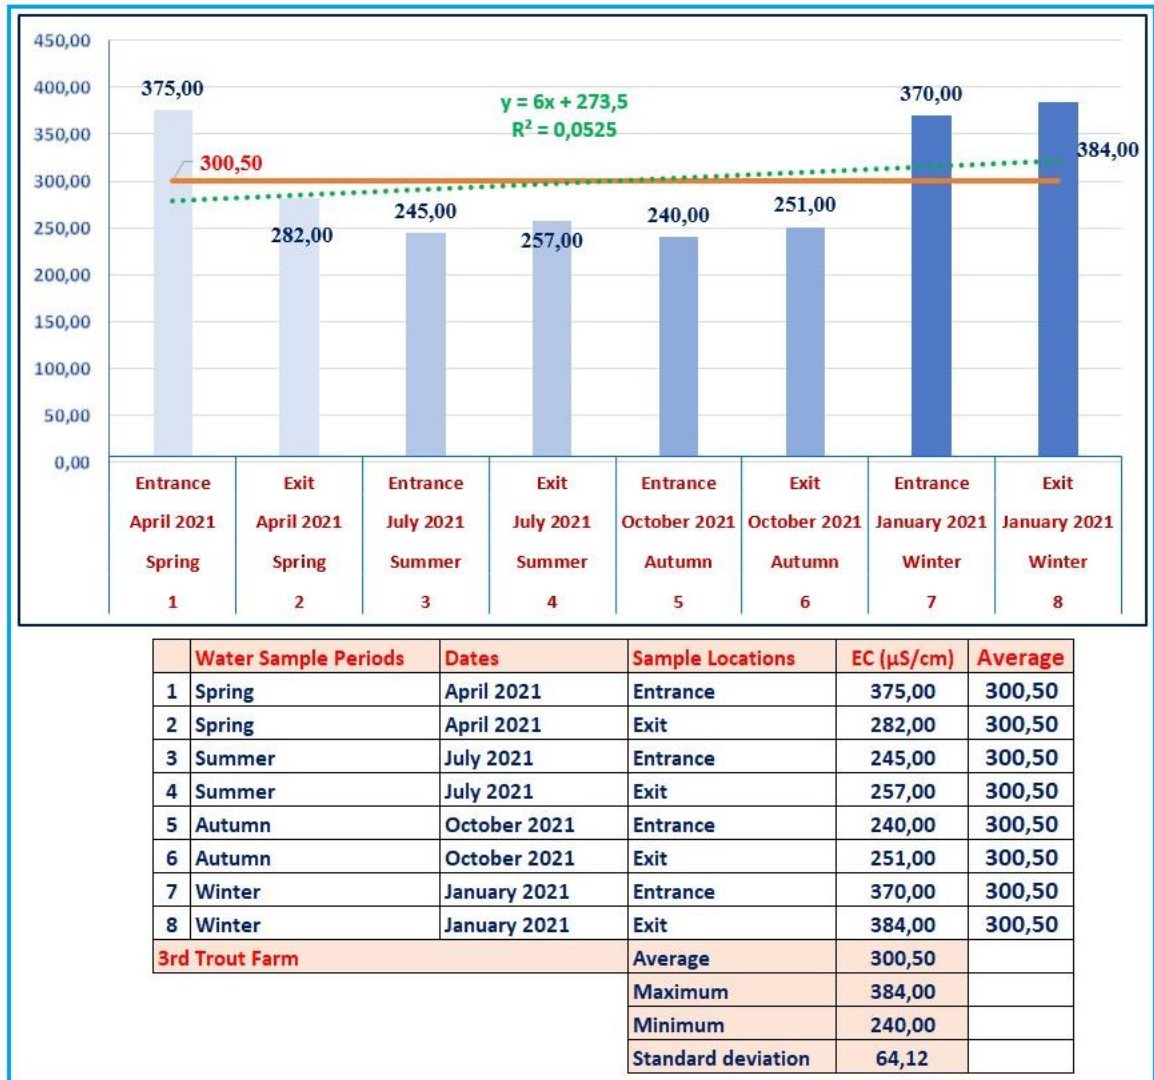 450,00
400,00
350,00
300,00
250,00
200,00
150,00
100,00
50,00
0,00
375,00
300,50
282,00
245,00
257,00
y = 6x + 273,5
R² = 0,0525
240,00
251,00
370,00
384,00
Entrance Exit Entrance Exit Entrance Exit Entrance Exit
April 2021 April 2021 July 2021 July 2021 October 2021 October 2021 January 2021 January 2021
Spring Spring Summer Summer Autumn Autumn Winter Winter
1 2 3 4 5 6 7 8
Water Sample Periods Dates Sample Locations EC (µS/cm) Average
1 Spring April 2021 Entrance 375,00 300,50
2 Spring April 2021 Exit 282,00 300,50
3 Summer July 2021 Entrance 245,00 300,50
4 Summer July 2021 Exit 257,00 300,50
5 Autumn October 2021 Entrance 240,00 300,50
6 Autumn October 2021 Exit 251,00 300,50
7 Winter January 2021 Entrance 370,00 300,50
8 Winter January 2021 Exit 384,00 300,50
3rd Trout Farm Average 300,50
Maximum 384,00
Minimum 240,00
Standard deviation 64,12